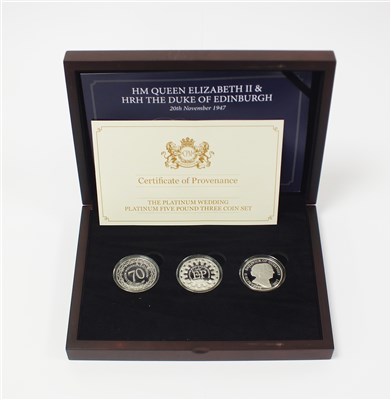 HM QUEEN ELIZABETH II &
HRH THE DUKE OF EDINBURGH
20th November 1947
Certificate of Provenance
THE PLATINUM WEDDING
PLATINUM FIVE POUND THREE COIN SET
70
EP